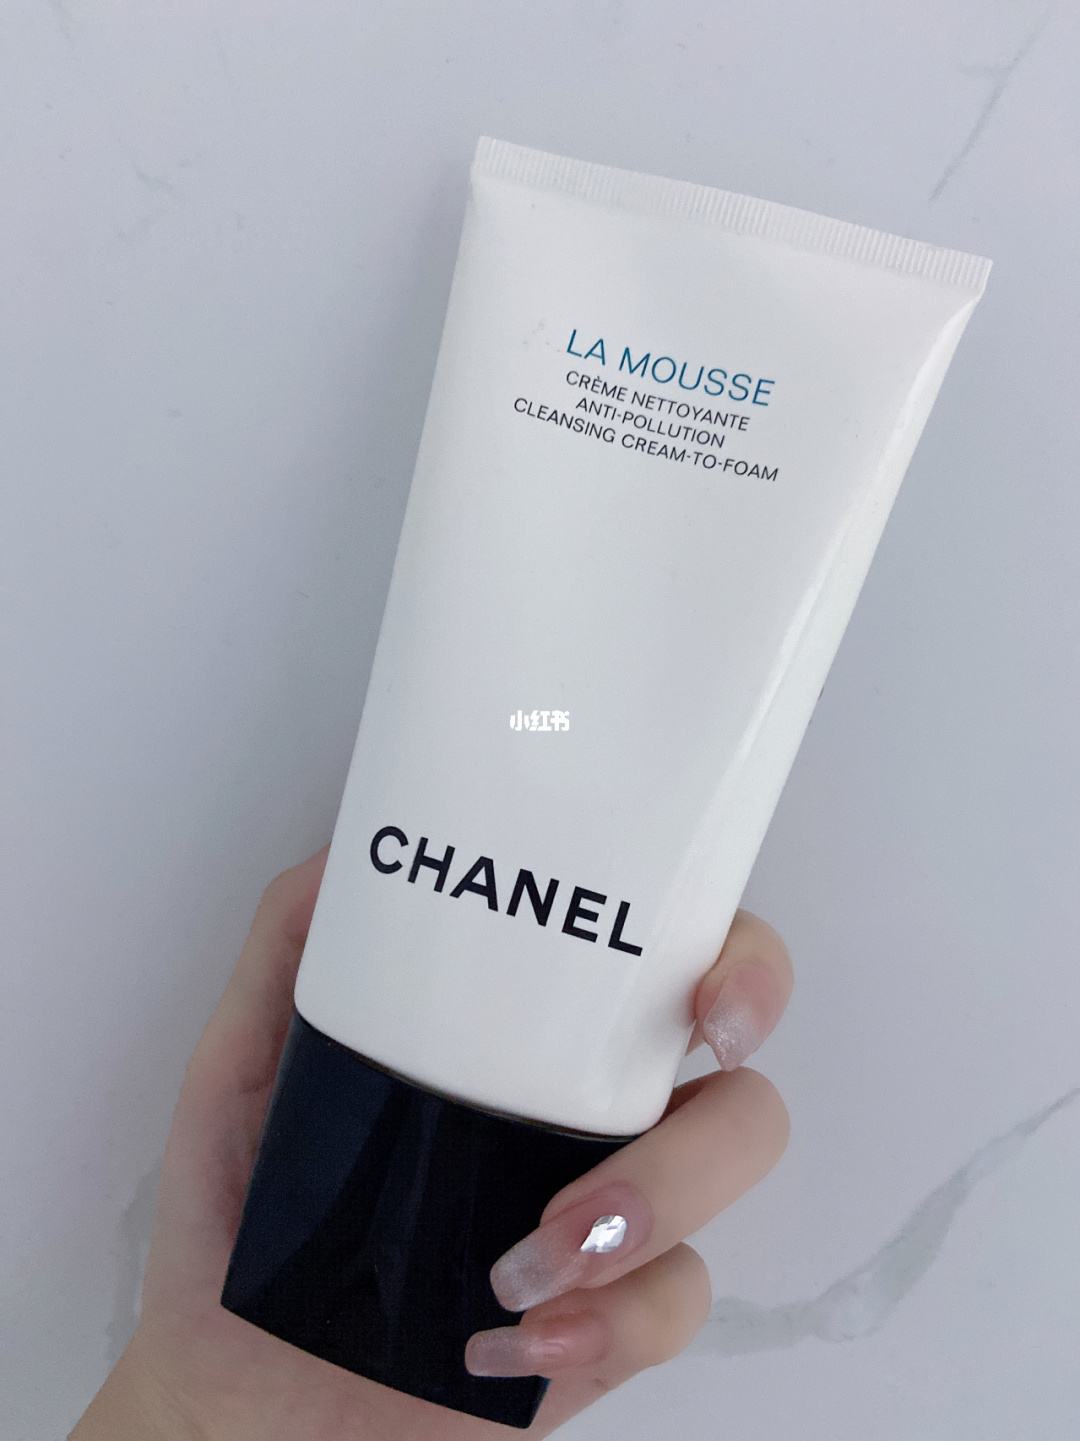 LA MOUSSE
CRÈME NETTOYANTE
ANTI-POLLUTION
CLEANSING CREAM-TO-FOAM
小红书
CHANEL